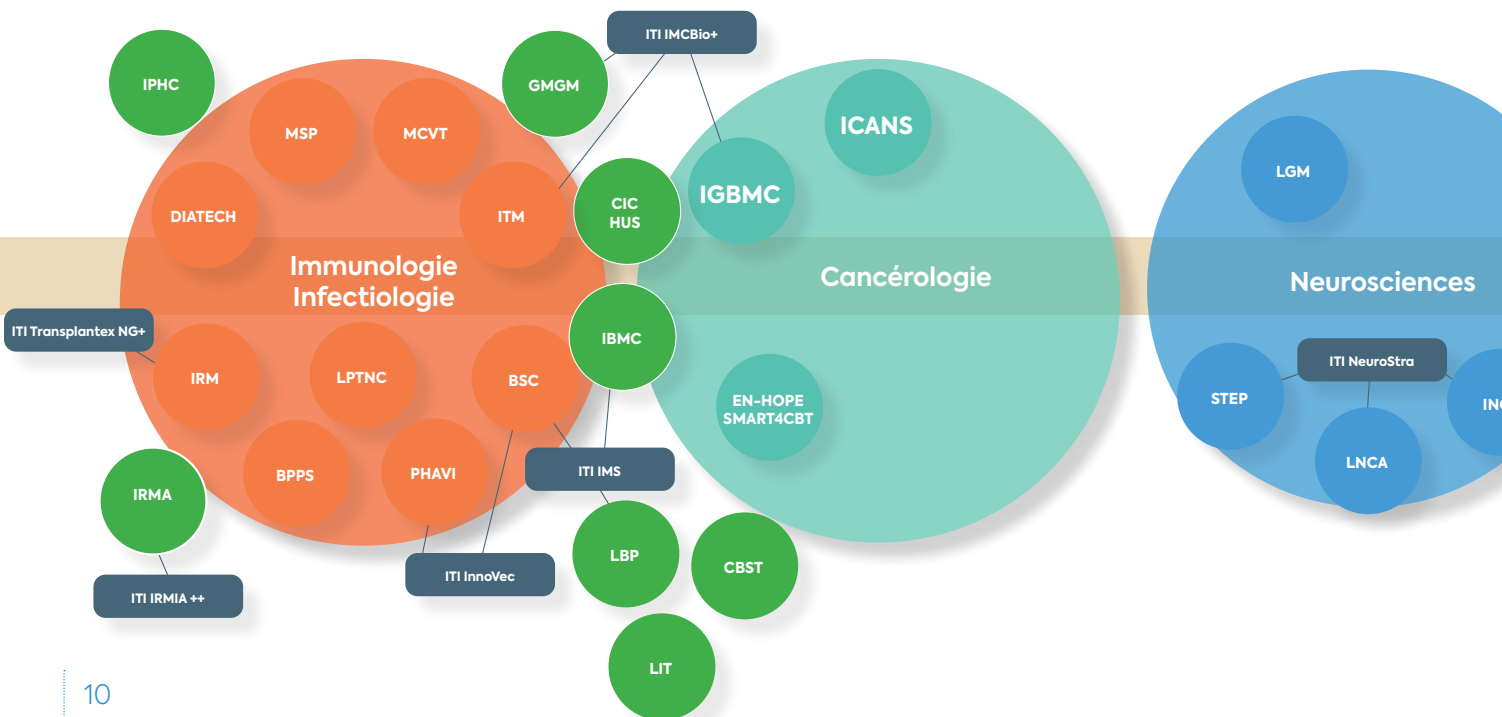 ITI IMCBio+
IPHC
GMGM
MSP
MCVT
ICANS
LGM
IGBMC
CIC
HUS
DIATECH
ITM
Immunologie
Infectiologie
Cancérologie
Neurosciences
ITI Transplantex NG+
IBMC
ITI NeuroStra
IRM
LPTNC
BSC
EN-HOPE
SMART4CBT
STEP
LNCA
BPPS
PHAVI
ITI IMS
IRMA
LBP
CBST
ITI InnoVec
ITI IRMIA ++
LIT
10